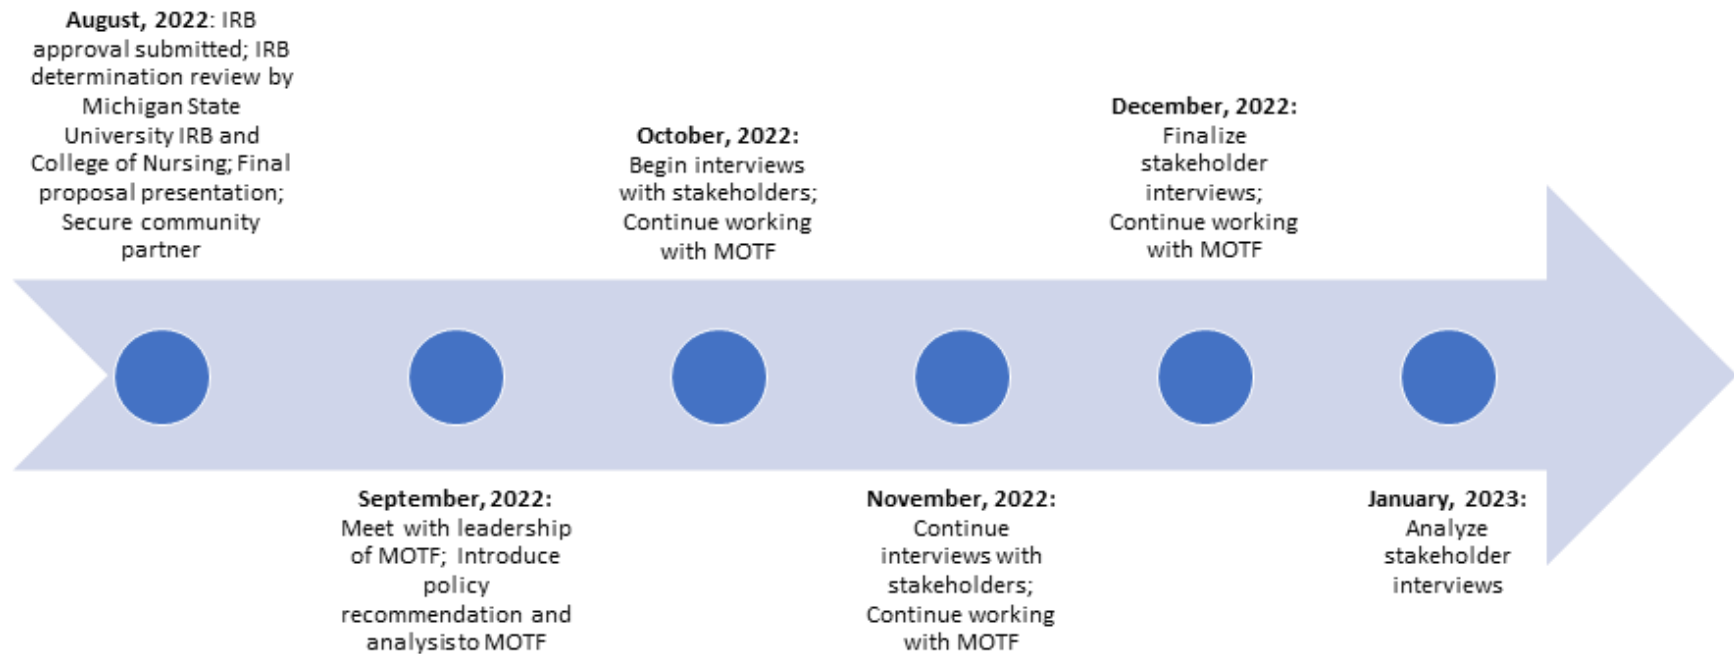 August, 2022: IRB
approval submitted; IRB
determination review by
Michigan State
University IRB and
College of Nursing; Final
proposal presentation;
Secure community
partner
September, 2022:
Meet with leadership
of MOTF; Introduce
policy
recommendation and
analysisto MOTF
October, 2022:
Begin interviews
with stakeholders;
Continue working
with MOTF
November, 2022:
Continue
interviews with
stakeholders;
Continue working
with MOTF
December, 2022:
Finalize
stakeholder
interviews;
Continue working
with MOTF
January, 2023:
Analyze
stakeholder
interviews